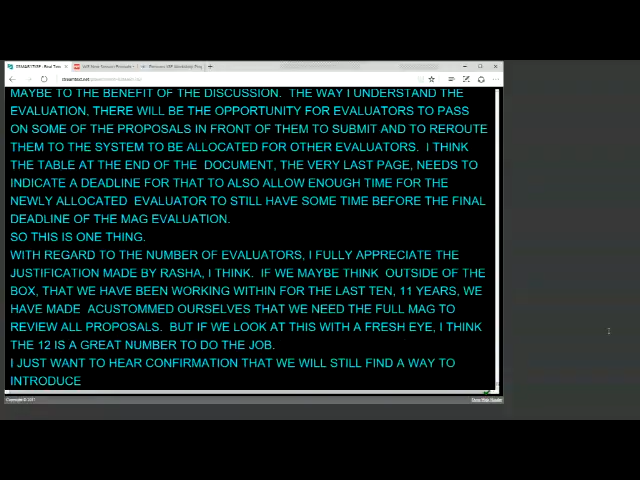 streamtext.net
MAYBE TO THE BENEFIT OF THE DISCUSSION. THE WAY I UNDERSTAND THE
EVALUATION, THERE WILL BE THE OPPORTUNITY FOR EVALUATORS TO PASS
ON SOME OF THE PROPOSALS IN FRONT OF THEM TO SUBMIT AND TO REROUTE
THEM TO THE SYSTEM TO BE ALLOCATED FOR OTHER EVALUATORS. I THINK
THE TABLE AT THE END OF THE DOCUMENT, THE VERY LAST PAGE, NEEDS TO
INDICATE A DEADLINE FOR THAT TO ALSO ALLOW ENOUGH TIME FOR THE
NEWLY ALLOCATED EVALUATOR TO STILL HAVE SOME TIME BEFORE THE FINAL
DEADLINE OF THE MAG EVALUATION.
SO THIS IS ONE THING.
WITH REGARD TO THE NUMBER OF EVALUATORS, I FULLY APPRECIATE THE
JUSTIFICATION MADE BY RASHA, I THINK. IF WE MAYBE THINK OUTSIDE OF THE
BOX, THAT WE HAVE BEEN WORKING WITHIN FOR THE LAST TEN, 11 YEARS, WE
HAVE MADE ACUSTOMMED OURSELVES THAT WE NEED THE FULL MAG TO
REVIEW ALL PROPOSALS. BUT IF WE LOOK AT THIS WITH A FRESH EYE, I THINK
THE 12 IS A GREAT NUMBER TO DO THE JOB.
I JUST WANT TO HEAR CONFIRMATION THAT WE WILL STILL FIND A WAY TO
INTRODUCE